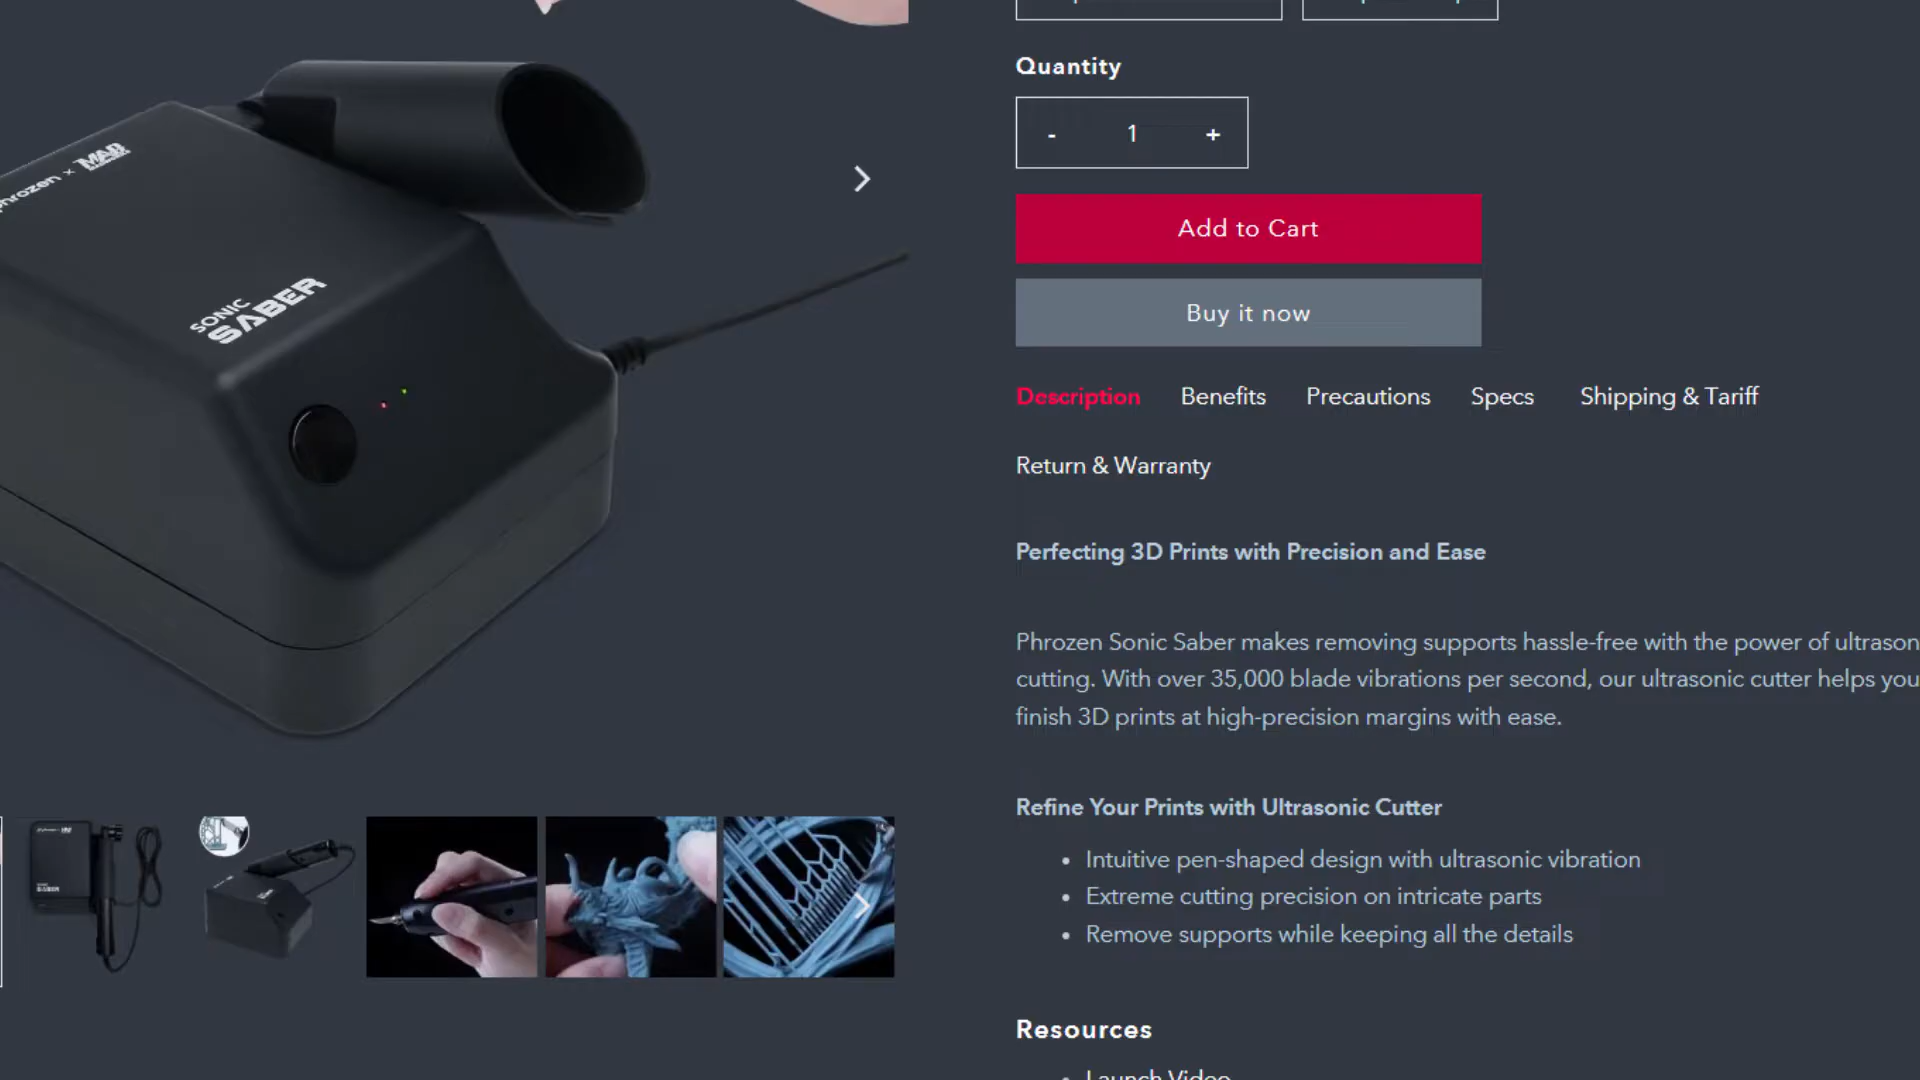 Quantity
- 1 +
Add to Cart
Buy it now
Description Benefits Precautions Specs Shipping & Tariff
Return & Warranty
Perfecting 3D Prints with Precision and Ease
Phrozen Sonic Saber makes removing supports hassle-free with the power of ultrason
cutting. With over 35,000 blade vibrations per second, our ultrasonic cutter helps you
finish 3D prints at high-precision margins with ease.
Refine Your Prints with Ultrasonic Cutter
• Intuitive pen-shaped design with ultrasonic vibration
• Extreme cutting precision on intricate parts
• Remove supports while keeping all the details
Resources
• Launch Video
phrozen × MAD
SONIC
SABER